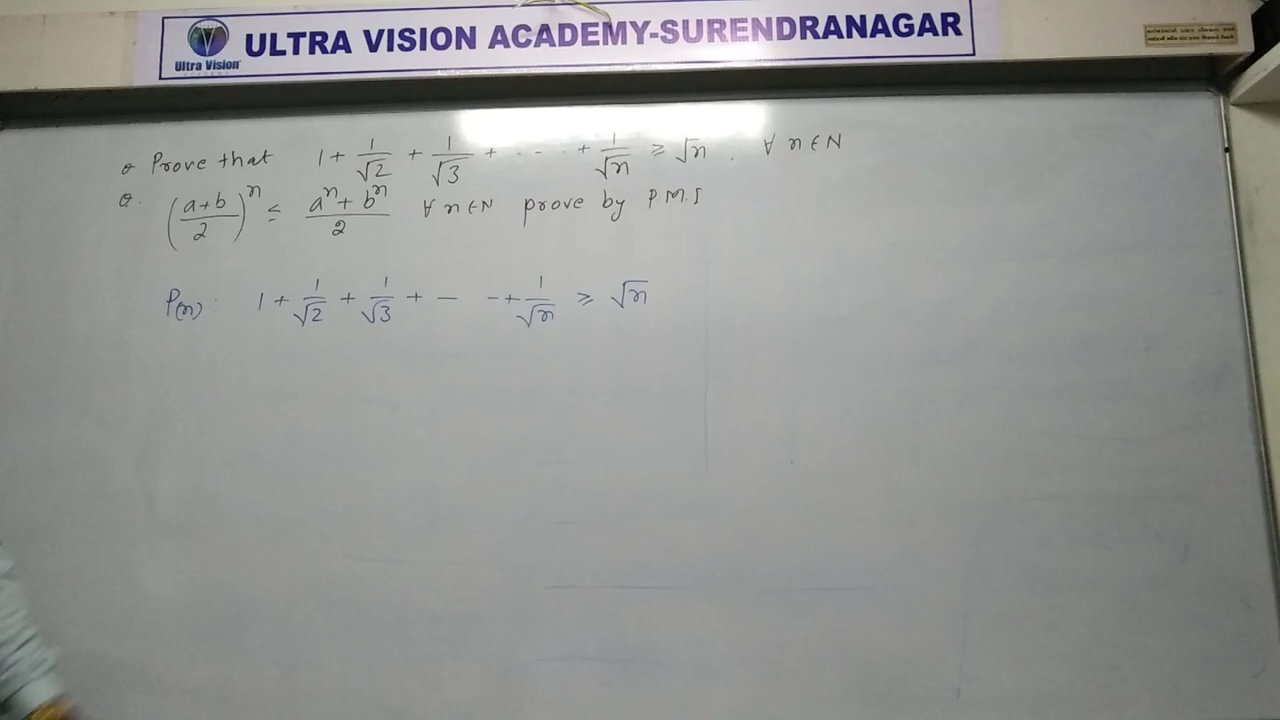 ULTRA VISION ACADEMY-SURENDRANAGAR
Ultra Vision
Prove that 1 + 1/√2 + 1/√3 + - - - + 1/√n ≥ √n . ∀ n ∈ N
Q. ((a+b)/2)^n ≤ (a^n + b^n)/2 ∀ n ∈ N prove by P.M.I
P(n): 1 + 1/√2 + 1/√3 + - - + 1/√n ≥ √n